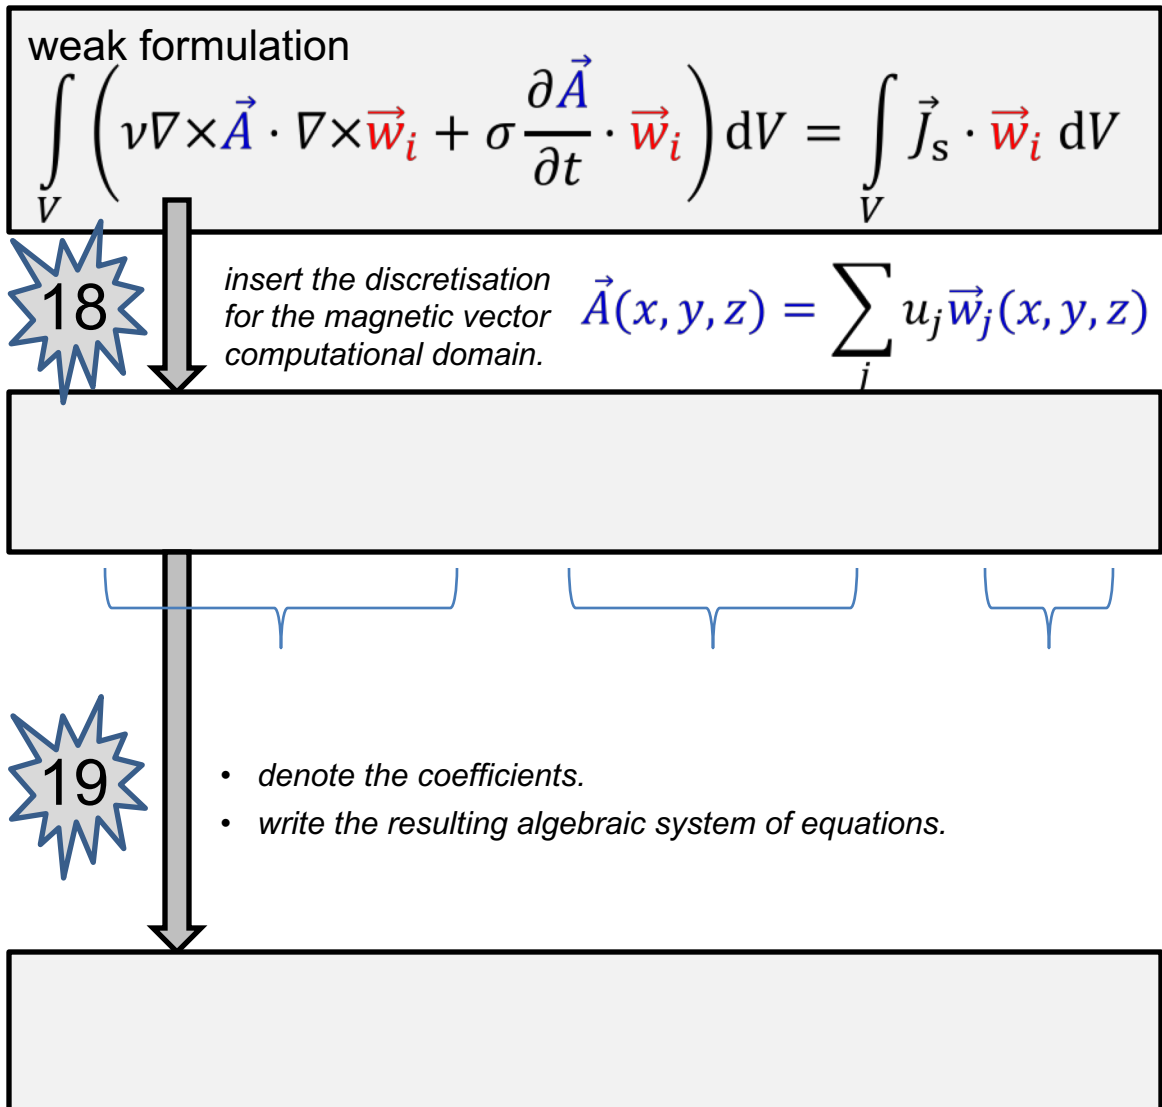 weak formulation
∫_V (ν∇×A⃗ · ∇×w⃗_i + σ ∂A⃗/∂t · w⃗_i) dV = ∫_V J⃗_s · w⃗_i dV
18
insert the discretisation
for the magnetic vector
computational domain.
A⃗(x, y, z) = ∑_j u_j w⃗_j(x, y, z)
19
• denote the coefficients.
• write the resulting algebraic system of equations.